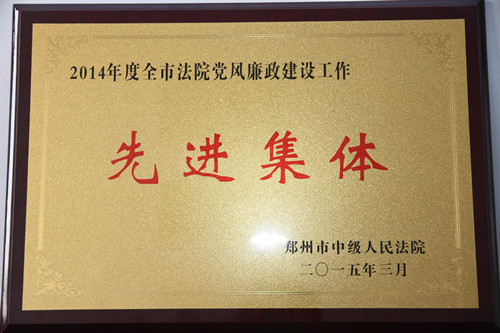 2014年度全市法院党风廉政建设工作
先进集体
郑州市中级人民法院
二〇一五年三月